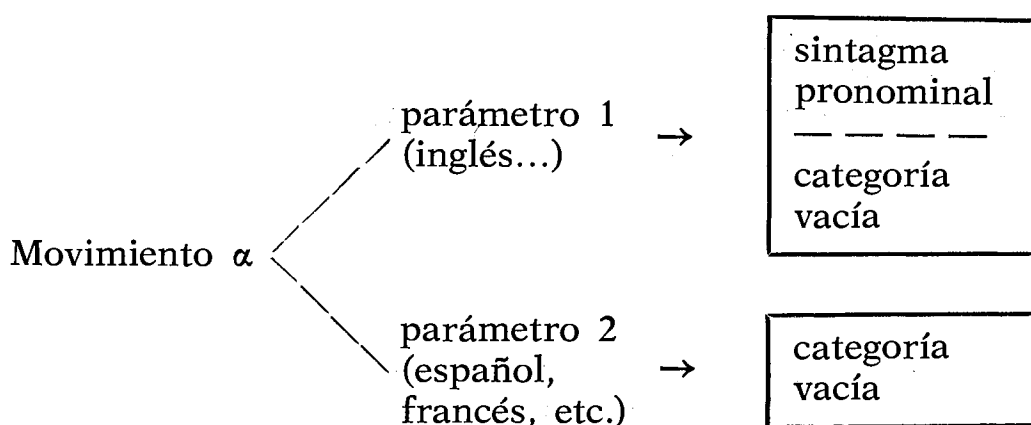 sintagma
pronominal
parámetro 1
(inglés...)
→
— — — —
categoría
vacía
Movimiento α
parámetro 2
(español,
francés, etc.)
→
categoría
vacía